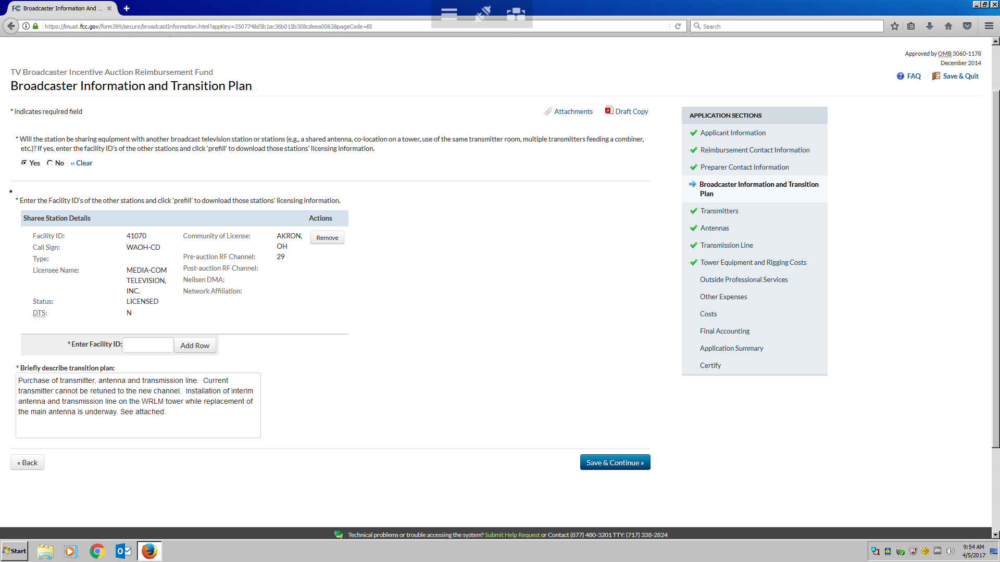 Broadcaster Information And ...
https://lmuat.fcc.gov/form399/secure/broadcastInformation.html?appKey=2507748d5b1ac36b015b308cdeea0063&pageCode=BI
Search
Approved by OMB 3060-1178
December 2014
TV Broadcaster Incentive Auction Reimbursement Fund
Broadcaster Information and Transition Plan
FAQ
Save & Quit
* indicates required field
Attachments
Draft Copy
* Will the station be sharing equipment with another broadcast television station or stations (e.g., a shared antenna, co-location on a tower, use of the same transmitter room, multiple transmitters feeding a combiner,
etc.)? If yes, enter the facility ID's of the other stations and click 'prefill' to download those stations' licensing information.
Yes No ‹‹ Clear
* Enter the Facility ID's of the other stations and click 'prefill' to download those stations' licensing information.
Sharee Station Details Actions
Facility ID: 41070
Call Sign: WAOH-CD
Type:
Licensee Name: MEDIA-COM
TELEVISION,
INC.
Status: LICENSED
DTS: N
Community of License: AKRON,
OH
Pre-auction RF Channel: 29
Post-auction RF Channel:
Neilsen DMA:
Network Affiliation:
Remove
* Enter Facility ID: Add Row
* Briefly describe transition plan:
Purchase of transmitter, antenna and transmission line. Current
transmitter cannot be retuned to the new channel. Installation of interim
antenna and transmission line on the WRLM tower while replacement of
the main antenna is underway. See attached.
« Back
Save & Continue »
APPLICATION SECTIONS
Applicant Information
Reimbursement Contact Information
Preparer Contact Information
Broadcaster Information and Transition
Plan
Transmitters
Antennas
Transmission Line
Tower Equipment and Rigging Costs
Outside Professional Services
Other Expenses
Costs
Final Accounting
Application Summary
Certify
Technical problems or trouble accessing the system? Submit Help Request or Contact (877) 480-3201 TTY: (717) 338-2824
Start
9:54 AM
4/5/2017